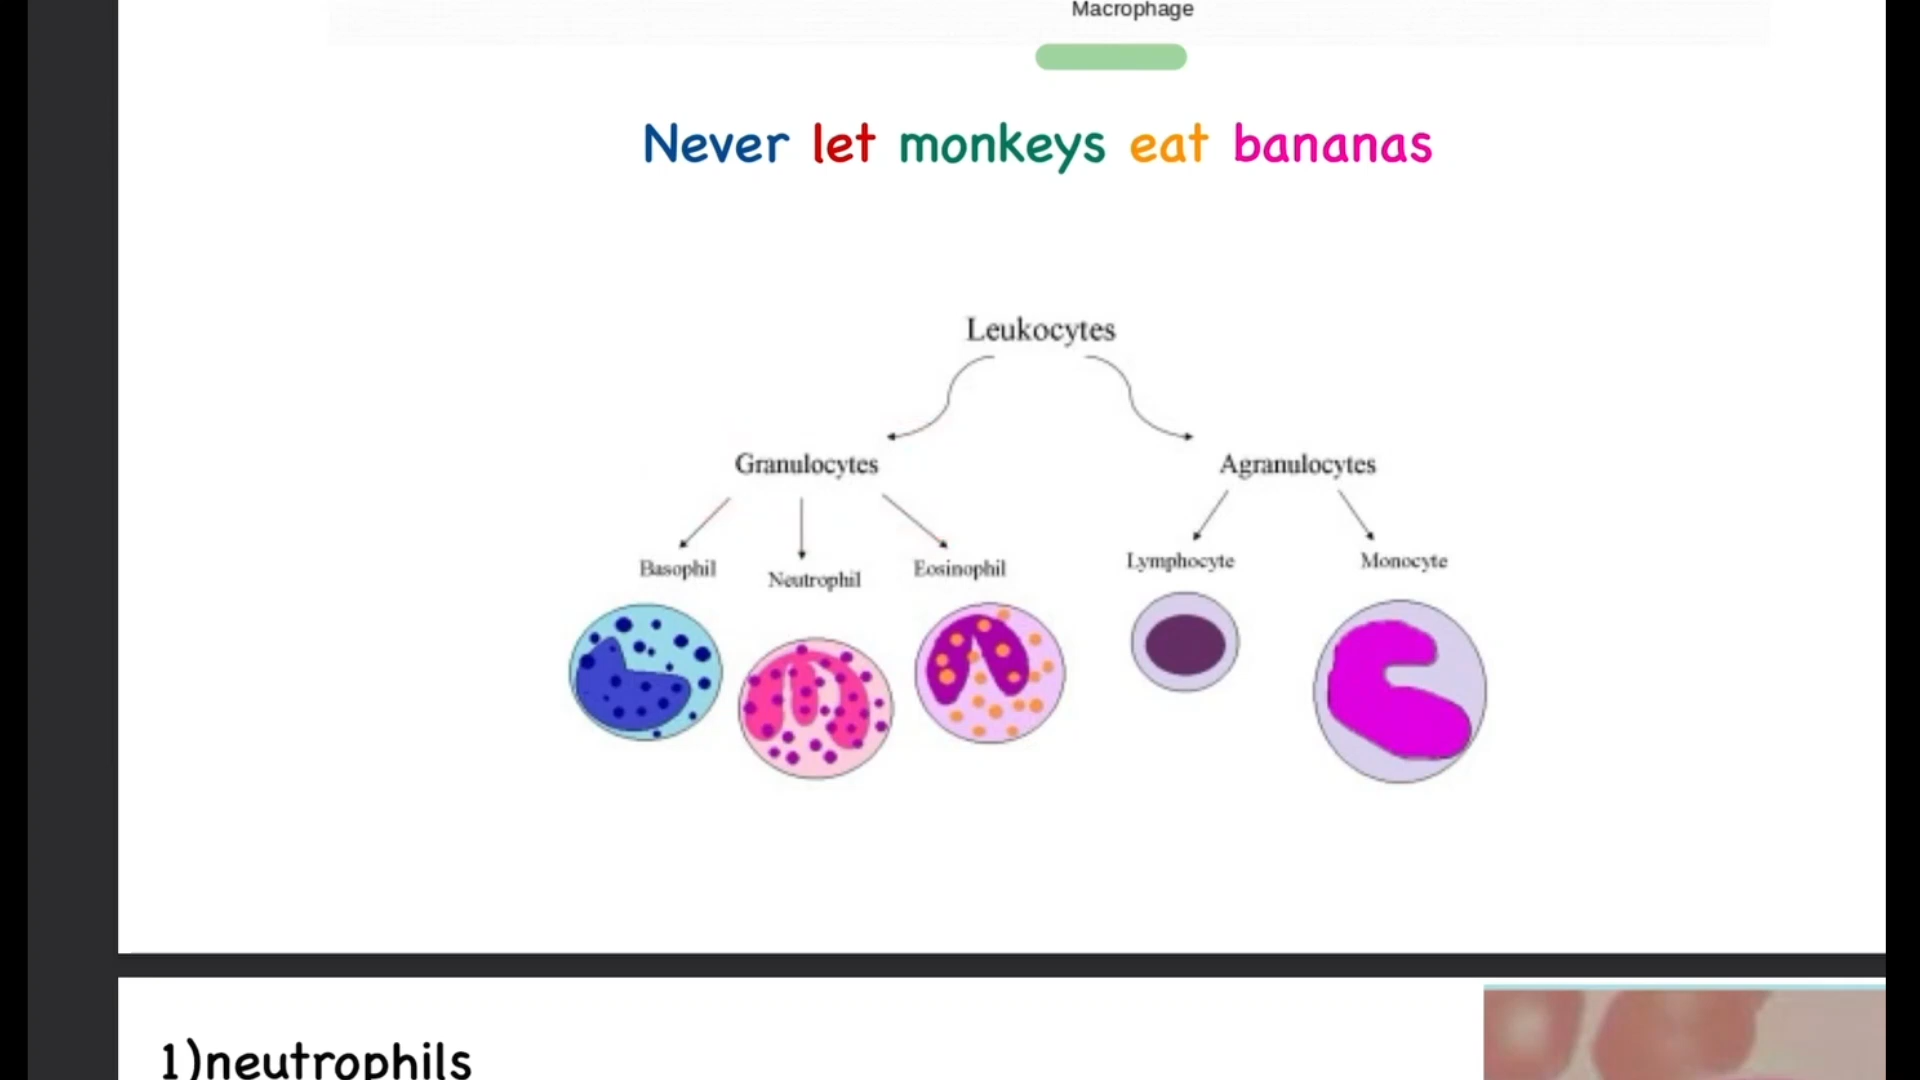 Macrophage
Never let monkeys eat bananas
Leukocytes
Granulocytes
Agranulocytes
Basophil
Neutrophil
Eosinophil
Lymphocyte
Monocyte
1)neutrophils